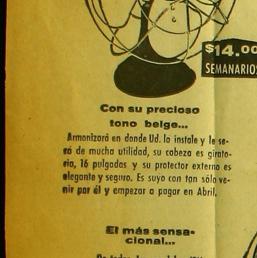 $14.00
SEMANARIOS
Con su precioso
tono beige...
Armonizará en donde Ud. la instale y le se-
rá de mucha utilidad, su cabeza es girato-
ria, 16 pulgadas y su protector externo es
elegante y seguro. Es suyo con tan sólo ve-
nir por él y empezar a pagar en Abril.
El más sensa-
cional...